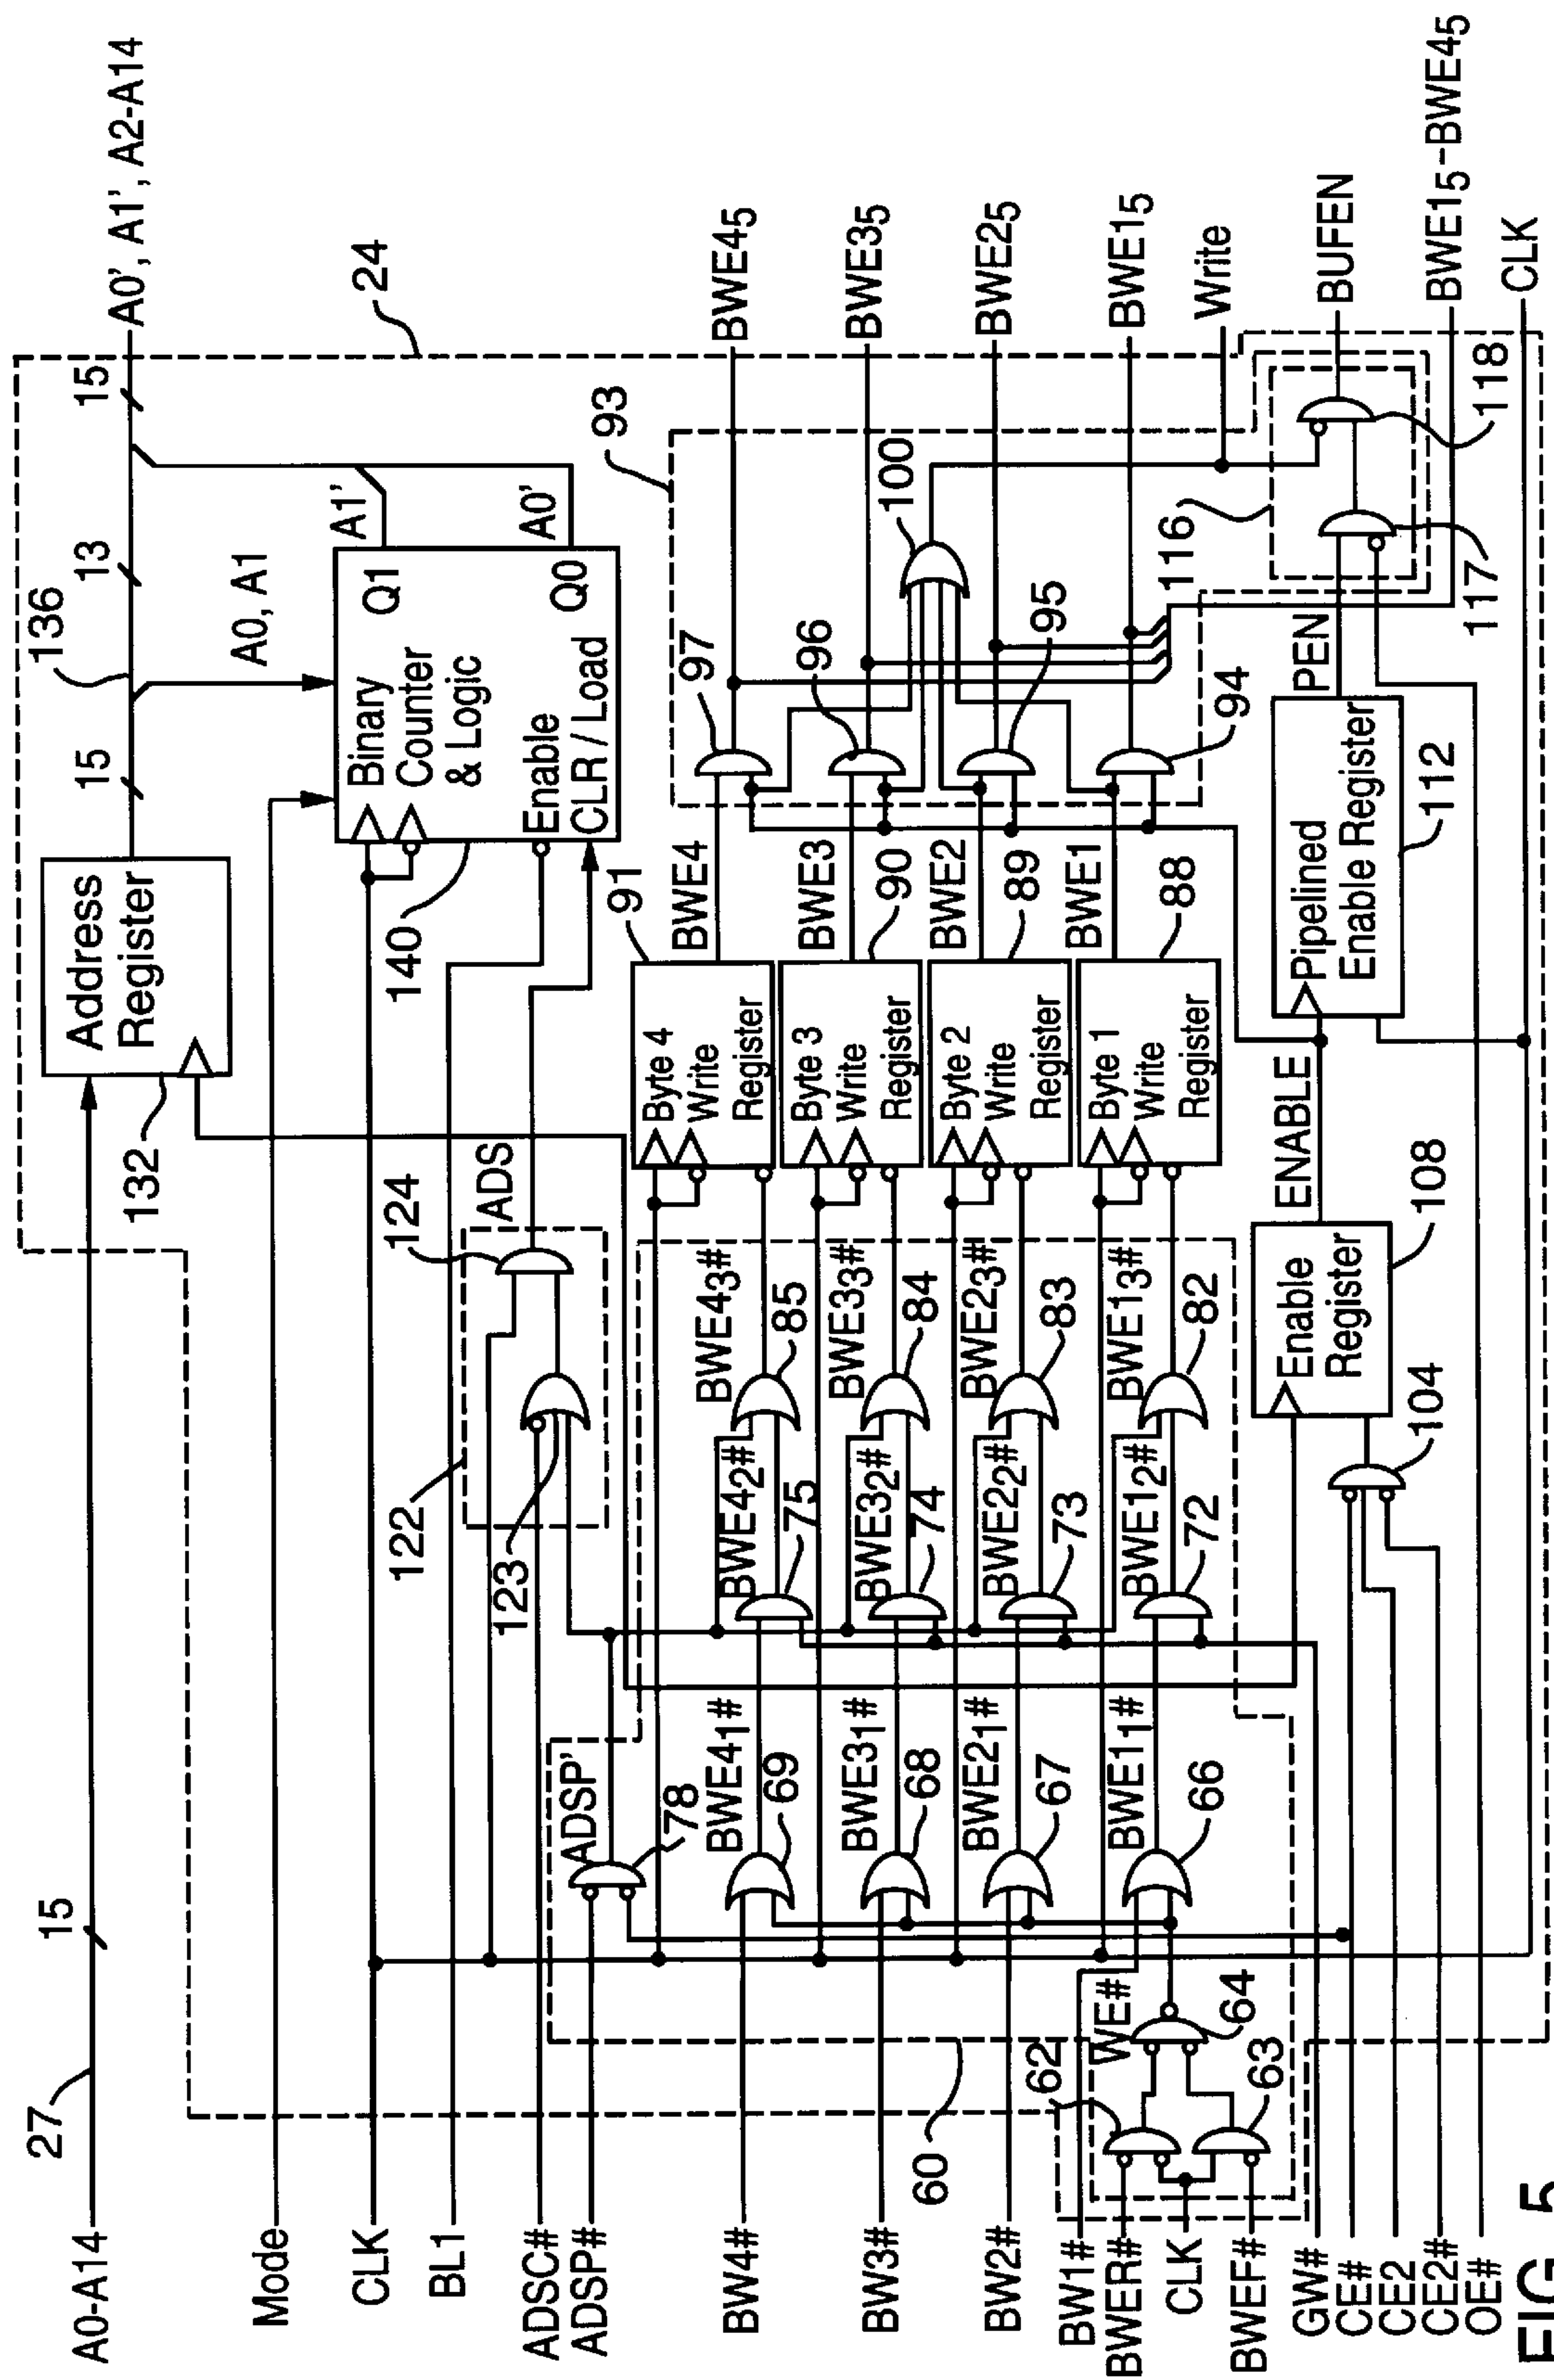 A0-A14
27
15
Address
Register
132
15
136
13
15
A0', A1', A2-A14
A0, A1
24
Mode
CLK
BL1
ADSC#
ADSP#
Binary
Counter
& Logic
Enable
CLR / Load
Q1
Q0
A1'
A0'
140
122
123
124
ADS
ADSP'
78
BW4#
BW3#
BW2#
BW1#
BWER#
CLK
BWEF#
GW#
CE#
CE2
CE2#
OE#
60
62
63
64
WE#
BWE41#
69
BWE31#
68
BWE21#
67
BWE11#
66
BWE42#
75
BWE32#
74
BWE22#
73
BWE12#
72
BWE43#
85
BWE33#
84
BWE23#
83
BWE13#
82
Byte 4
Write
Register
91
Byte 3
Write
Register
90
Byte 2
Write
Register
89
Byte 1
Write
Register
88
BWE4
BWE3
BWE2
BWE1
93
97
96
95
94
100
BWE45
BWE35
BWE25
BWE15
Write
104
Enable
Register
108
ENABLE
Pipelined
Enable Register
112
PEN
116
117
118
BUFEN
BWE15-BWE45
CLK
FIG 5